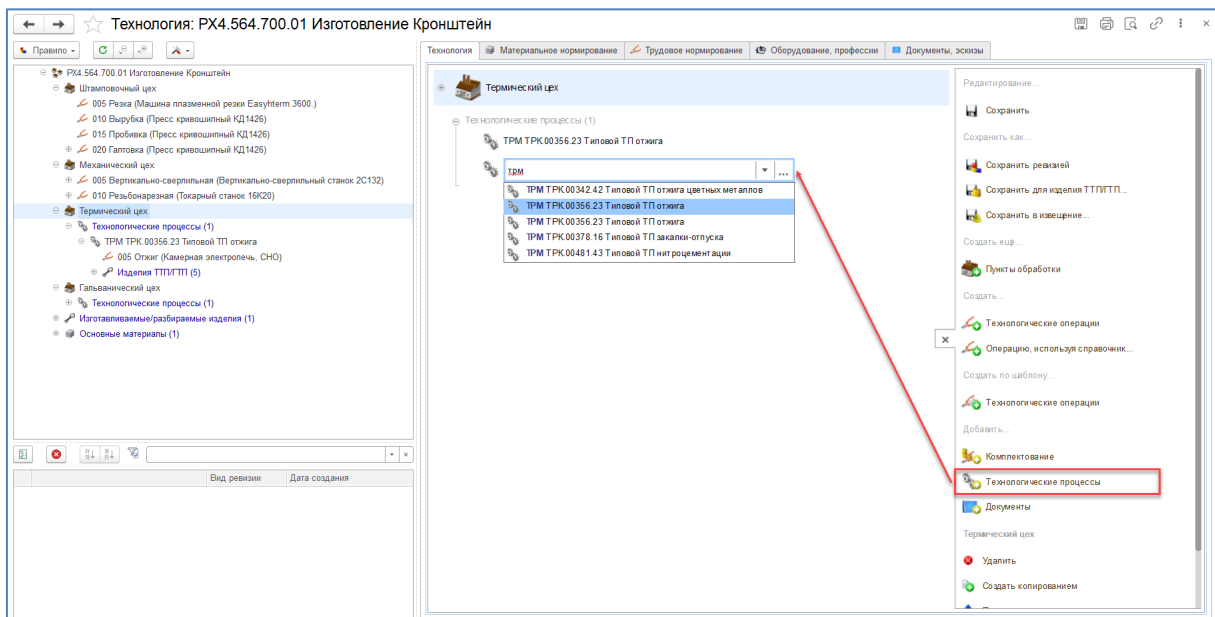 Технология: РХ4.564.700.01 Изготовление Кронштейн
Правило
Технология
Материальное нормирование
Трудовое нормирование
Оборудование, профессии
Документы, эскизы
РХ4.564.700.01 Изготовление Кронштейн
Штамповочный цех
005 Резка (Машина плазменной резки Easyhterm 3600.)
010 Вырубка (Пресс кривошипный КД1426)
015 Пробивка (Пресс кривошипный КД1426)
020 Галтовка (Пресс кривошипный КД1426)
Механический цех
005 Вертикально-сверлильная (Вертикально-сверлильный станок 2С132)
010 Резьбонарезная (Токарный станок 16К20)
Термический цех
Технологические процессы (1)
ТРМ ТРК.00356.23 Типовой ТП отжига
005 Отжиг (Камерная электропечь, СНО)
Изделия ТТП/ГТП (5)
Гальванический цех
Технологические процессы (1)
Изготавливаемые/разбираемые изделия (1)
Основные материалы (1)
Вид ревизии
Дата создания
Термический цех
Технологические процессы (1)
ТРМ ТРК.00356.23 Типовой ТП отжига
трм
ТРМ ТРК.00342.42 Типовой ТП отжига цветных металлов
ТРМ ТРК.00356.23 Типовой ТП отжига
ТРМ ТРК.00356.23 Типовой ТП отжига
ТРМ ТРК.00378.16 Типовой ТП закалки-отпуска
ТРМ ТРК.00481.43 Типовой ТП нитроцементации
Редактирование...
Сохранить
Сохранить как...
Сохранить ревизией
Сохранить для изделия ТТП/ГТП...
Сохранить в извещение...
Создать ещё...
Пункты обработки
Создать...
Технологические операции
Операцию, используя справочник...
Создать по шаблону...
Технологические операции
Добавить...
Комплектование
Технологические процессы
Документы
Термический цех
Удалить
Создать копированием